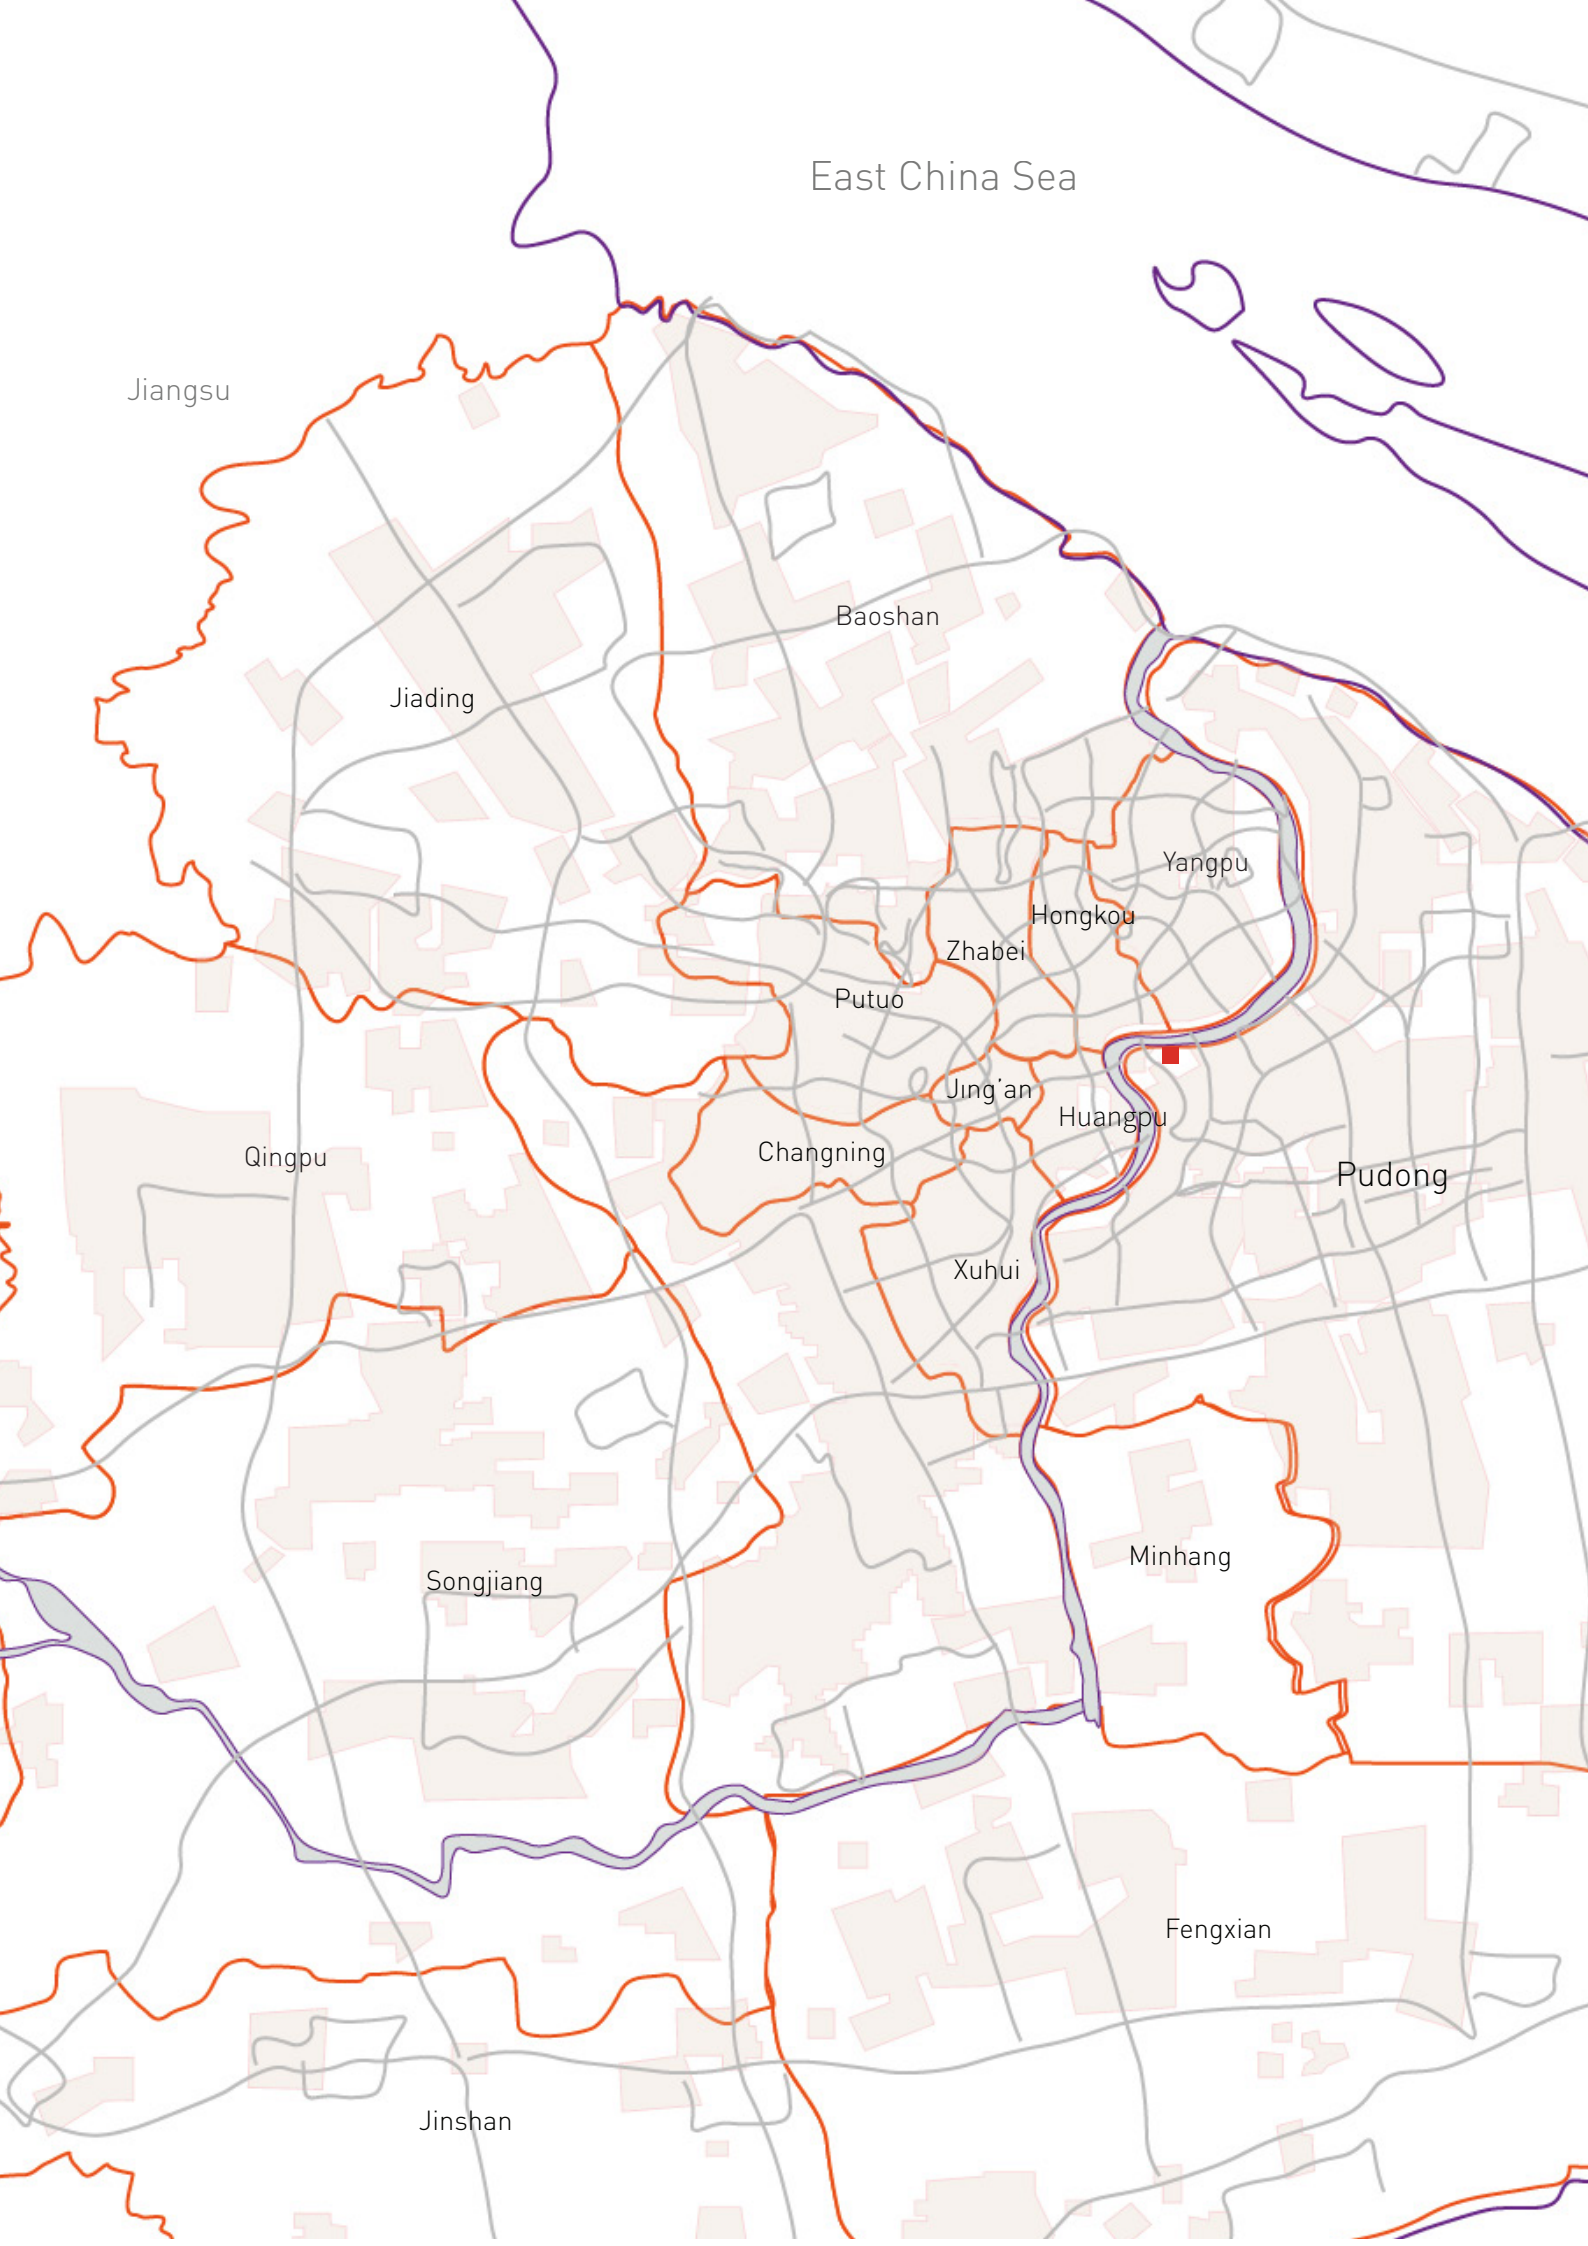 East China Sea
Jiangsu
Baoshan
Jiading
Yangpu
Hongkou
Zhabei
Putuo
Jing'an
Huangpu
Changning
Qingpu
Pudong
Xuhui
Minhang
Songjiang
Fengxian
Jinshan